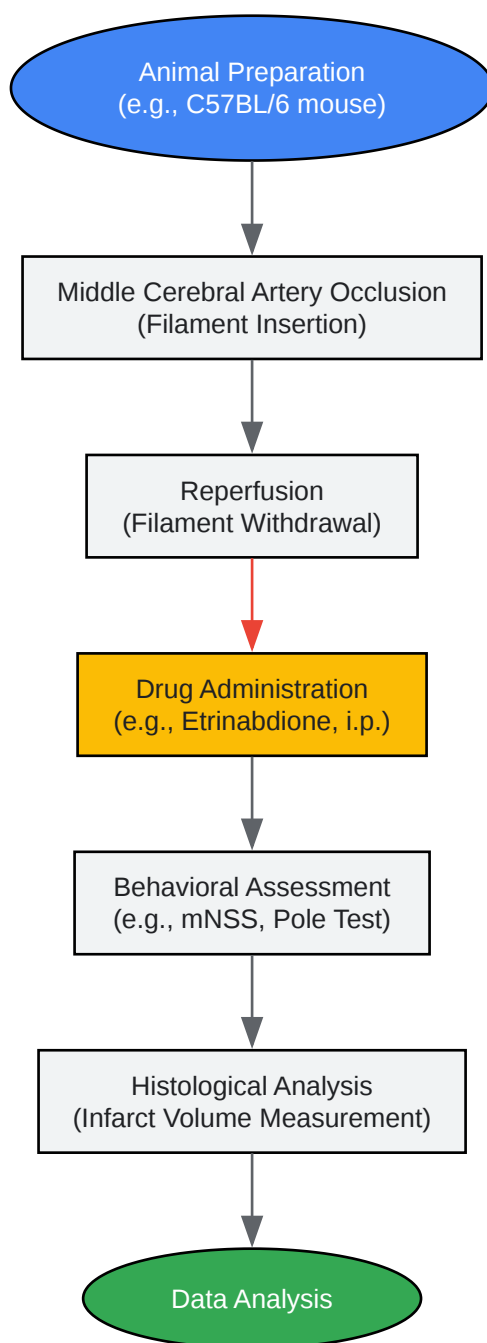 Animal Preparation
(e.g., C57BL/6 mouse)
Middle Cerebral Artery Occlusion
(Filament Insertion)
Reperfusion
(Filament Withdrawal)
Drug Administration
(e.g., Etrinabdione, i.p.)
Behavioral Assessment
(e.g., mNSS, Pole Test)
Histological Analysis
(Infarct Volume Measurement)
Data Analysis